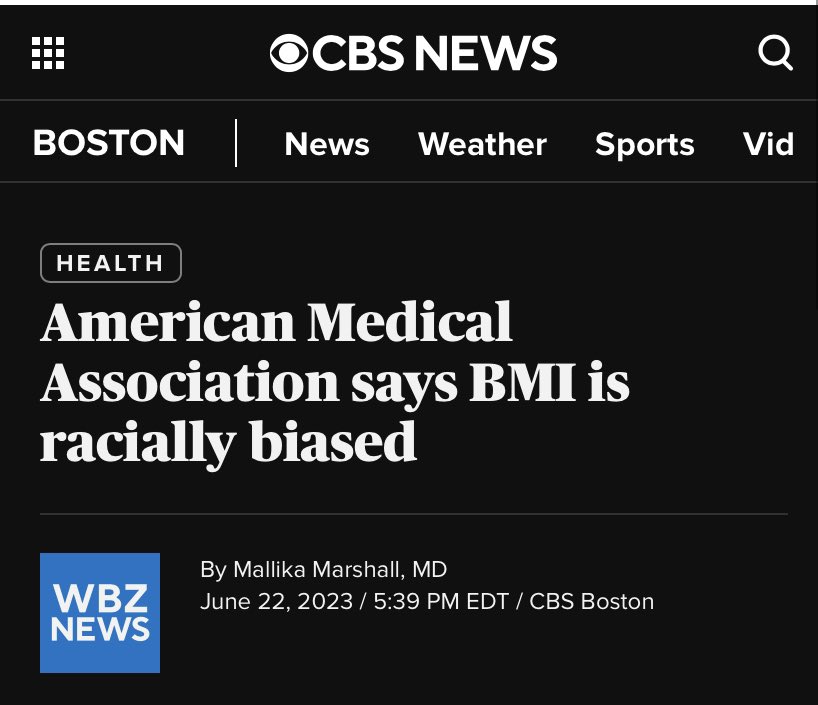 CBS NEWS
BOSTON | News Weather Sports Vid
HEALTH
American Medical
Association says BMI is
racially biased
WBZ
NEWS
By Mallika Marshall, MD
June 22, 2023 / 5:39 PM EDT / CBS Boston